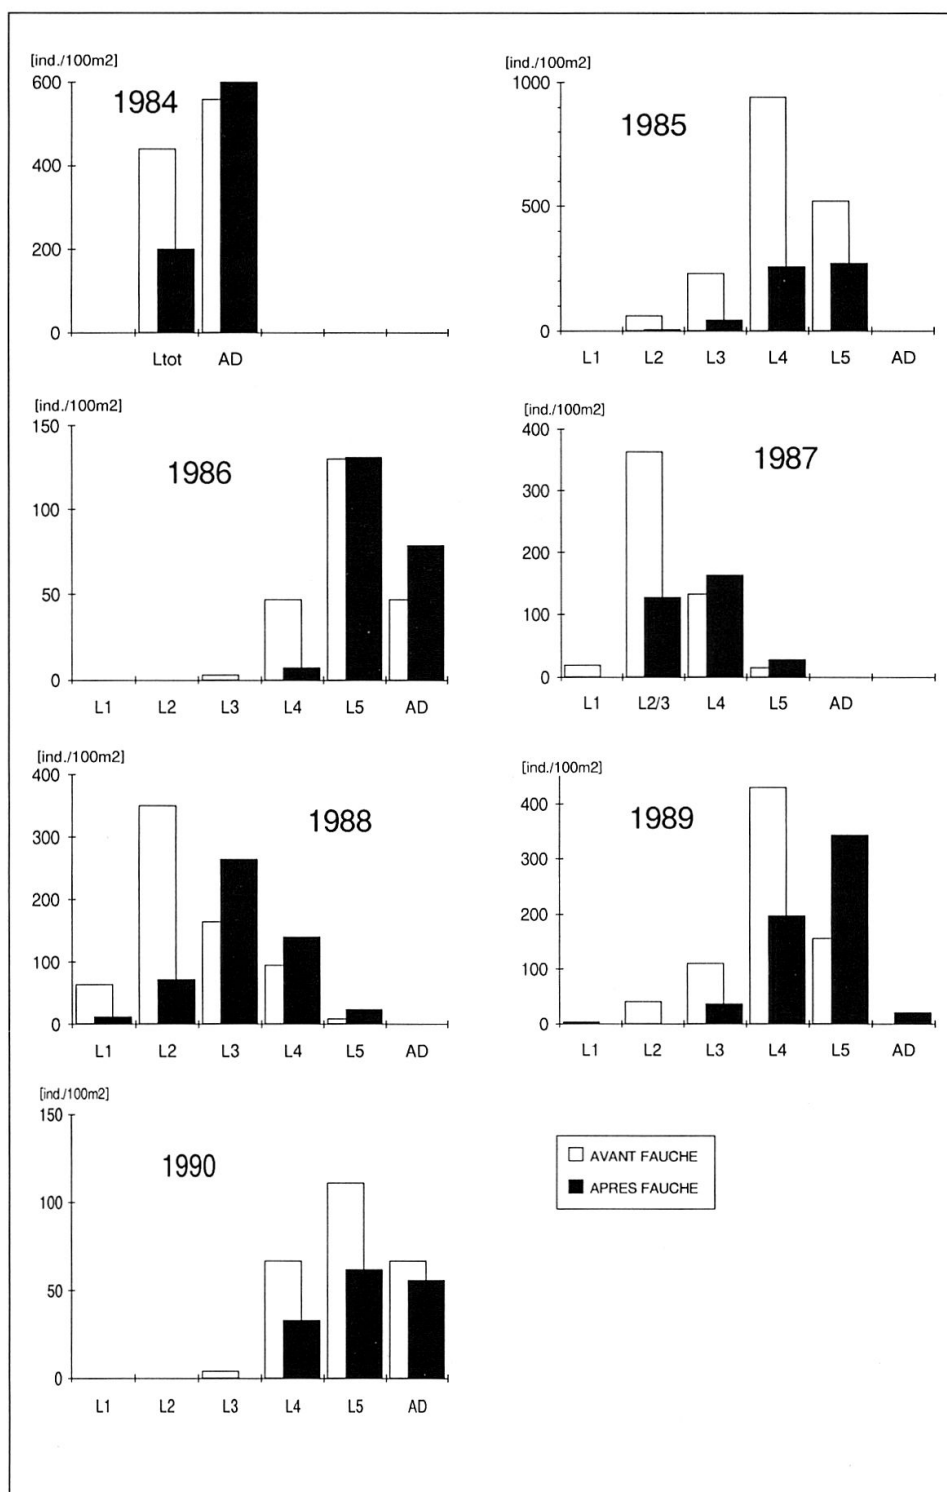 [ind./100m2]
600
400
200
0
1984
Ltot AD
[ind./100m2]
1000
500
0
1985
L1 L2 L3 L4 L5 AD
[ind./100m2]
150
100
50
0
1986
L1 L2 L3 L4 L5 AD
[ind./100m2]
400
300
200
100
0
1987
L1 L2/3 L4 L5 AD
[ind./100m2]
400
300
200
100
0
1988
L1 L2 L3 L4 L5 AD
[ind./100m2]
400
300
200
100
0
1989
L1 L2 L3 L4 L5 AD
[ind./100m2]
150
100
50
0
1990
L1 L2 L3 L4 L5 AD
AVANT FAUCHE
APRES FAUCHE